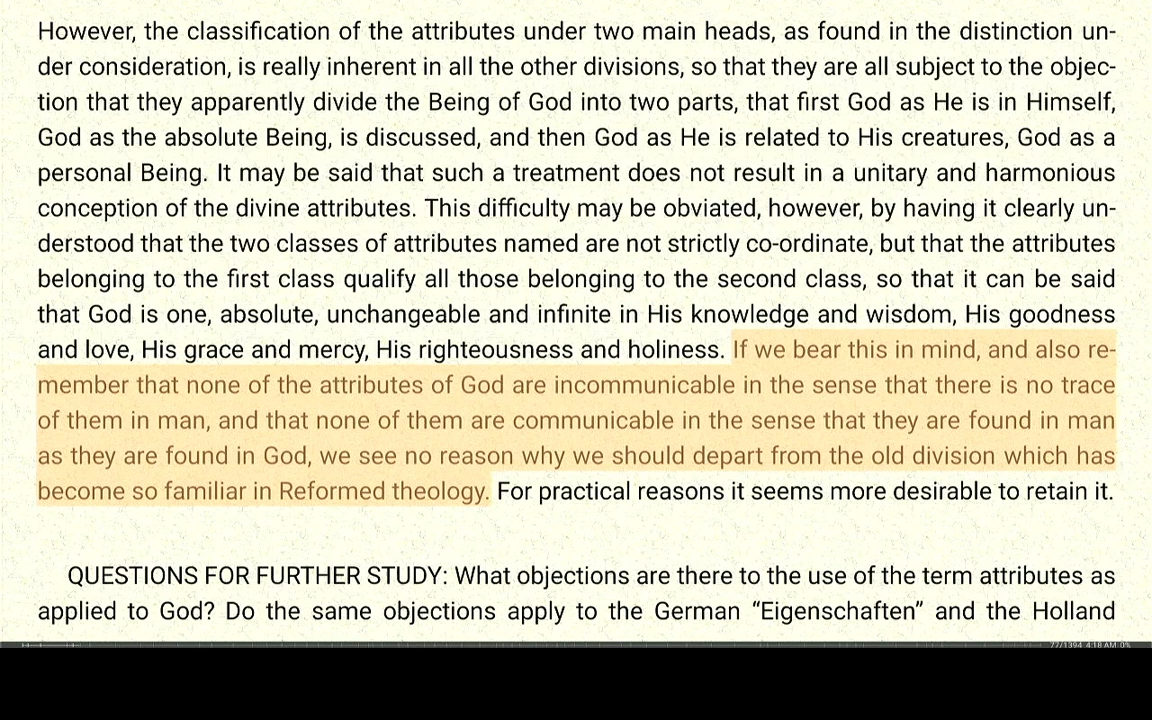 However, the classification of the attributes under two main heads, as found in the distinction un-
der consideration, is really inherent in all the other divisions, so that they are all subject to the objec-
tion that they apparently divide the Being of God into two parts, that first God as He is in Himself,
God as the absolute Being, is discussed, and then God as He is related to His creatures, God as a
personal Being. It may be said that such a treatment does not result in a unitary and harmonious
conception of the divine attributes. This difficulty may be obviated, however, by having it clearly un-
derstood that the two classes of attributes named are not strictly co-ordinate, but that the attributes
belonging to the first class qualify all those belonging to the second class, so that it can be said
that God is one, absolute, unchangeable and infinite in His knowledge and wisdom, His goodness
and love, His grace and mercy, His righteousness and holiness. If we bear this in mind, and also re-
member that none of the attributes of God are incommunicable in the sense that there is no trace
of them in man, and that none of them are communicable in the sense that they are found in man
as they are found in God, we see no reason why we should depart from the old division which has
become so familiar in Reformed theology. For practical reasons it seems more desirable to retain it.
QUESTIONS FOR FURTHER STUDY: What objections are there to the use of the term attributes as
applied to God? Do the same objections apply to the German “Eigenschaften” and the Holland
77/1394 4:18 AM 0%